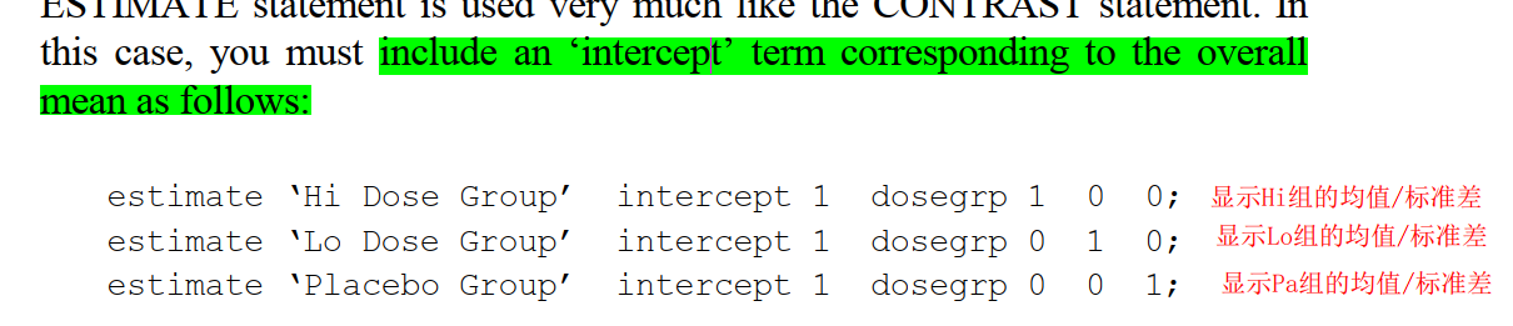 ESTIMATE statement is used very much like the CONTRAST statement. In
this case, you must include an ‘intercept’ term corresponding to the overall
mean as follows:
estimate ‘Hi Dose Group’ intercept 1 dosegrp 1 0 0; 显示Hi组的均值/标准差
estimate ‘Lo Dose Group’ intercept 1 dosegrp 0 1 0; 显示Lo组的均值/标准差
estimate ‘Placebo Group’ intercept 1 dosegrp 0 0 1; 显示Pa组的均值/标准差